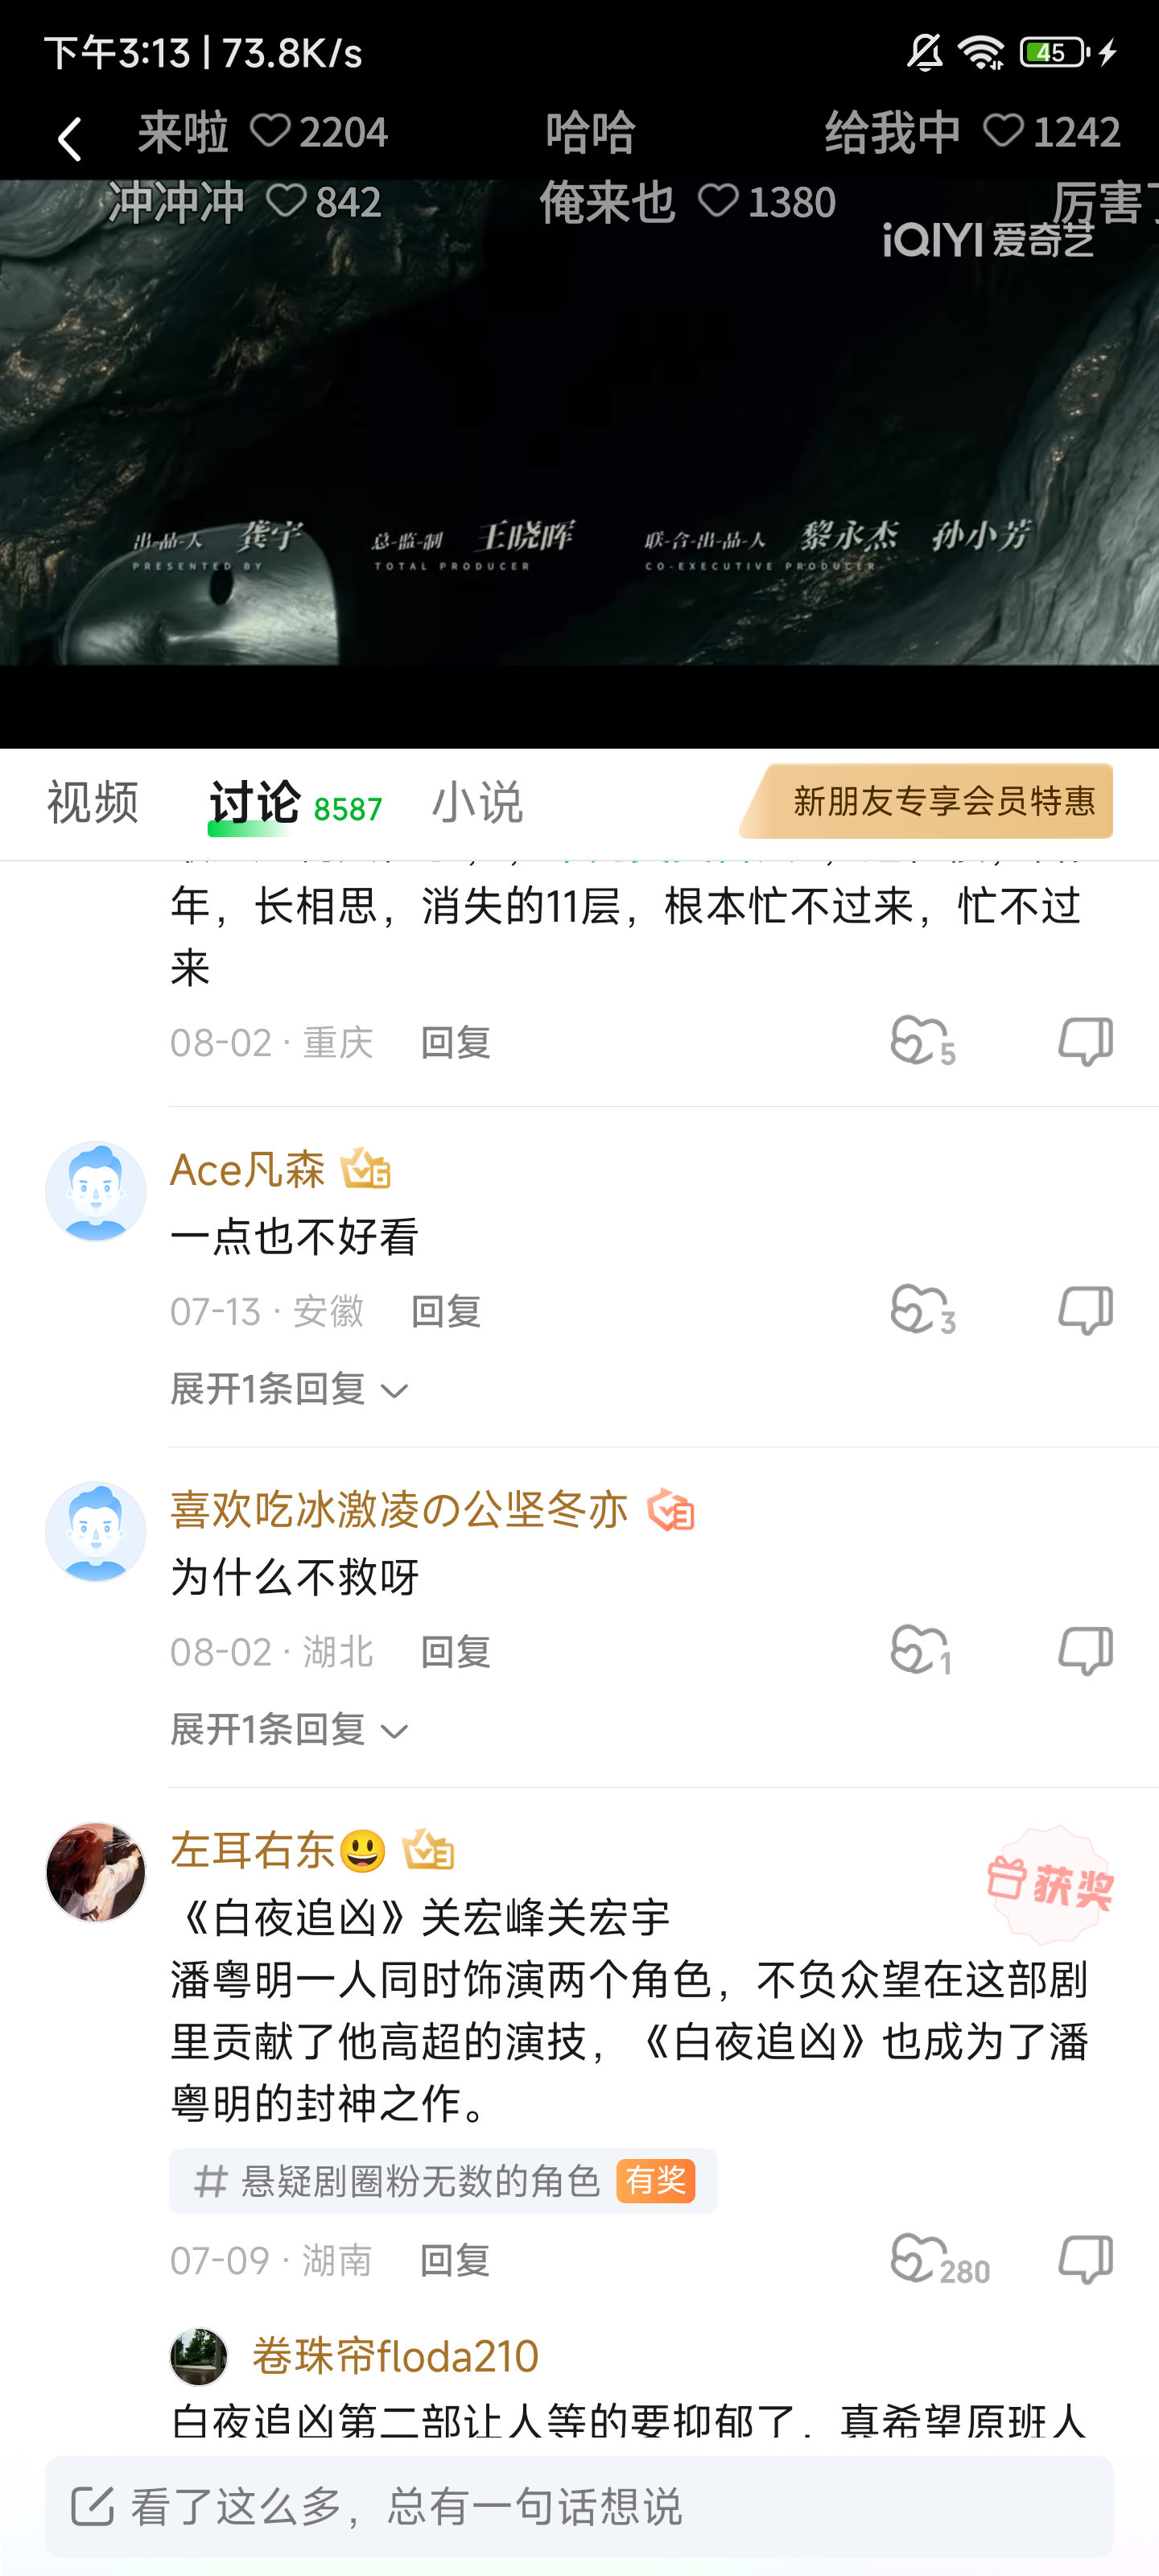 下午3:13 | 73.8K/s
45
来啦 2204 哈哈 给我中 1242
冲冲冲 842 俺来也 1380 厉害了
iQIYI 爱奇艺
出-品-人 龚宇 总-监-制 王晓晖 联-合-出-品-人 黎永杰 孙小芳
PRESENTED BY TOTAL PRODUCER CO-EXECUTIVE PRODUCER
视频 讨论 8587 小说 新朋友专享会员特惠
年，长相思，消失的11层，根本忙不过来，忙不过
来
08-02 · 重庆 回复 5
Ace凡森 6
一点也不好看
07-13 · 安徽 回复 3
展开1条回复
喜欢吃冰激凌の公坚冬亦 3
为什么不救呀
08-02 · 湖北 回复 1
展开1条回复
左耳右东😃 3
获奖
《白夜追凶》关宏峰关宏宇
潘粤明一人同时饰演两个角色，不负众望在这部剧
里贡献了他高超的演技，《白夜追凶》也成为了潘
粤明的封神之作。
# 悬疑剧圈粉无数的角色 有奖
07-09 · 湖南 回复 280
卷珠帘floda210
白夜追凶第二部让人等的要抑郁了，真希望原班人
看了这么多，总有一句话想说